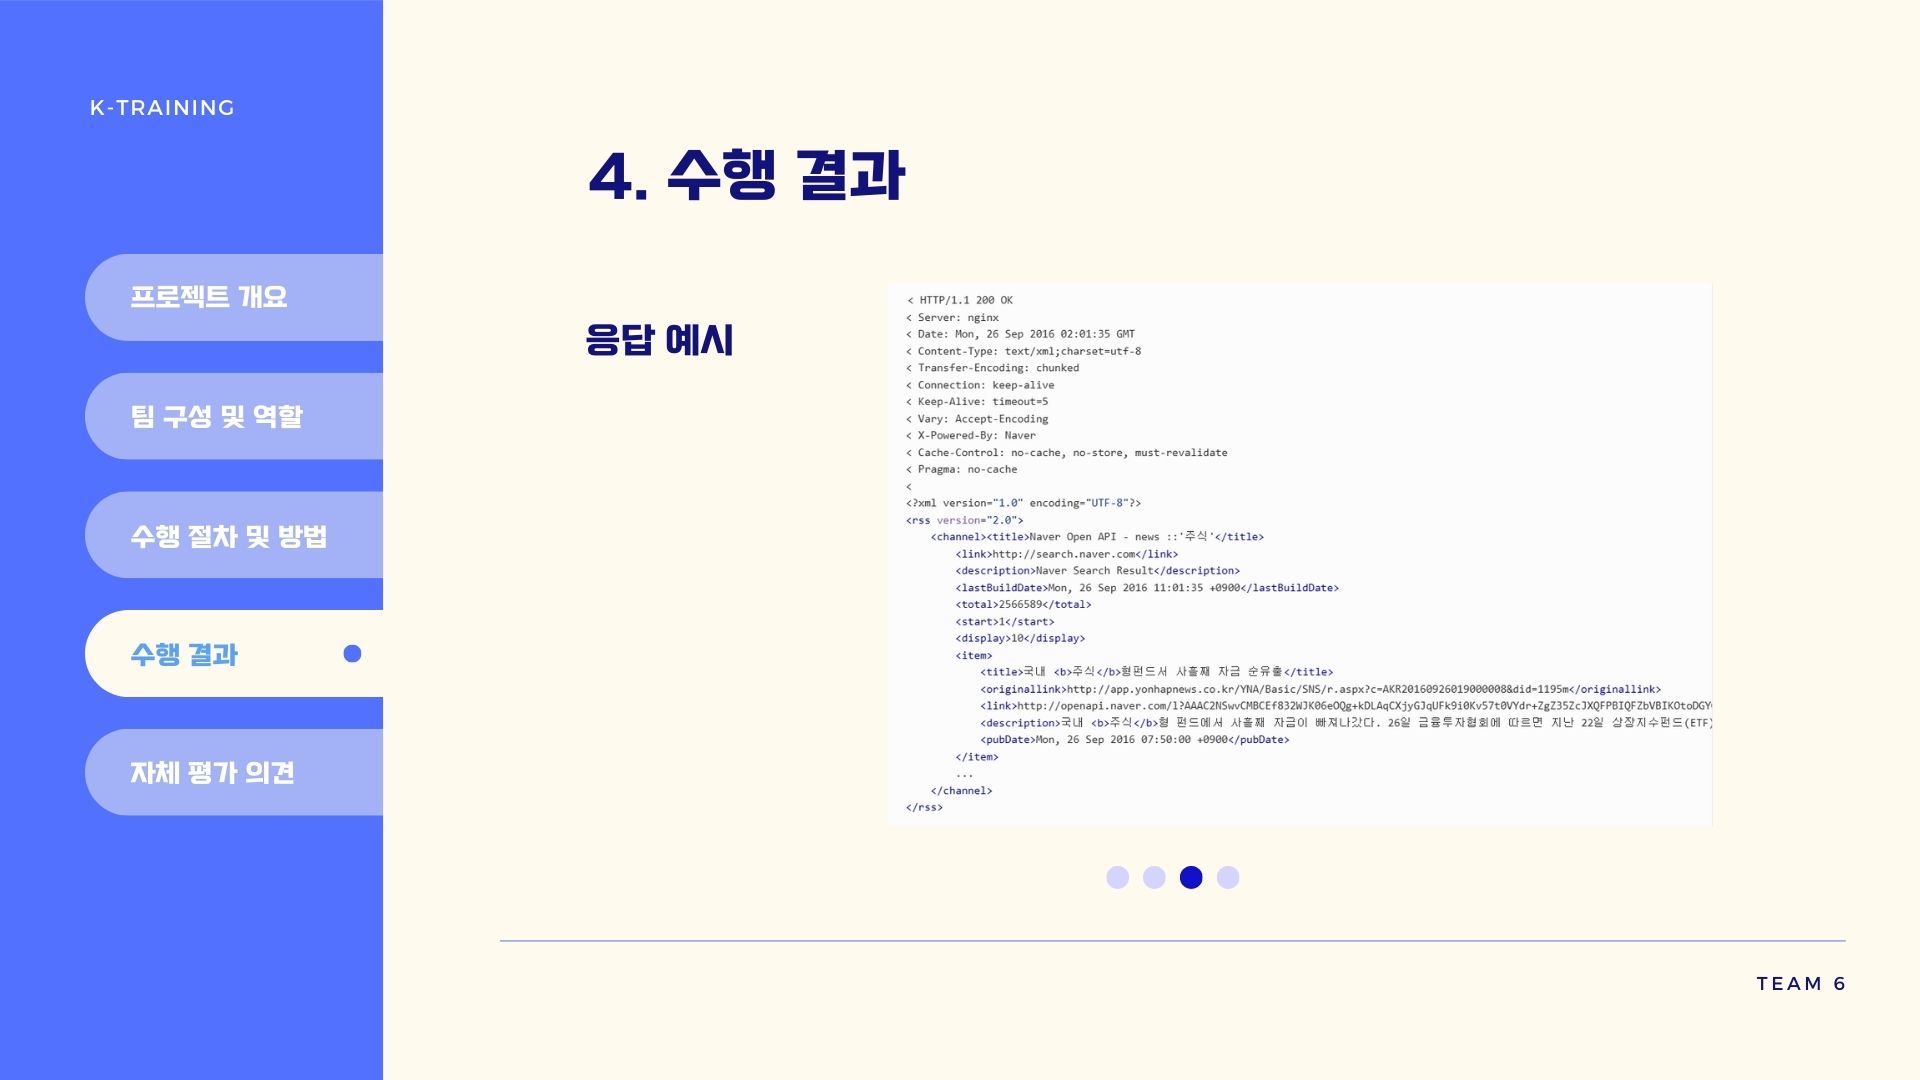 K-TRAINING
프로젝트 개요
팀 구성 및 역할
수행 절차 및 방법
수행 결과
자체 평가 의견
4. 수행 결과
응답 예시
< HTTP/1.1 200 OK
< Server: nginx
< Date: Mon, 26 Sep 2016 02:01:35 GMT
< Content-Type: text/xml;charset=utf-8
< Transfer-Encoding: chunked
< Connection: keep-alive
< Keep-Alive: timeout=5
< Vary: Accept-Encoding
< X-Powered-By: Naver
< Cache-Control: no-cache, no-store, must-revalidate
< Pragma: no-cache
<
<?xml version="1.0" encoding="UTF-8"?>
<rss version="2.0">
<channel><title>Naver Open API - news ::'주식'</title>
<link>http://search.naver.com</link>
<description>Naver Search Result</description>
<lastBuildDate>Mon, 26 Sep 2016 11:01:35 +0900</lastBuildDate>
<total>2566589</total>
<start>1</start>
<display>10</display>
<item>
<title>국내 <b>주식</b>형펀드서 사흘째 자금 순유출</title>
<originallink>http://app.yonhapnews.co.kr/YNA/Basic/SNS/r.aspx?c=AKR20160926019000008&did=1195m</originallink>
<link>http://openapi.naver.com/l?AAAC2NSwvCMBCEf832WJK06eOQg+kDLAqCXjyGJqUFk9i0Kv57t0VYdr+ZgZ35ZcJXQFPBIQFZbVBIKOtoDGY
<description>국내 <b>주식</b>형 펀드에서 사흘째 자금이 빠져나갔다. 26일 금융투자협회에 따르면 지난 22일 상장지수펀드(ETF)
<pubDate>Mon, 26 Sep 2016 07:50:00 +0900</pubDate>
</item>
...
</channel>
</rss>
TEAM 6